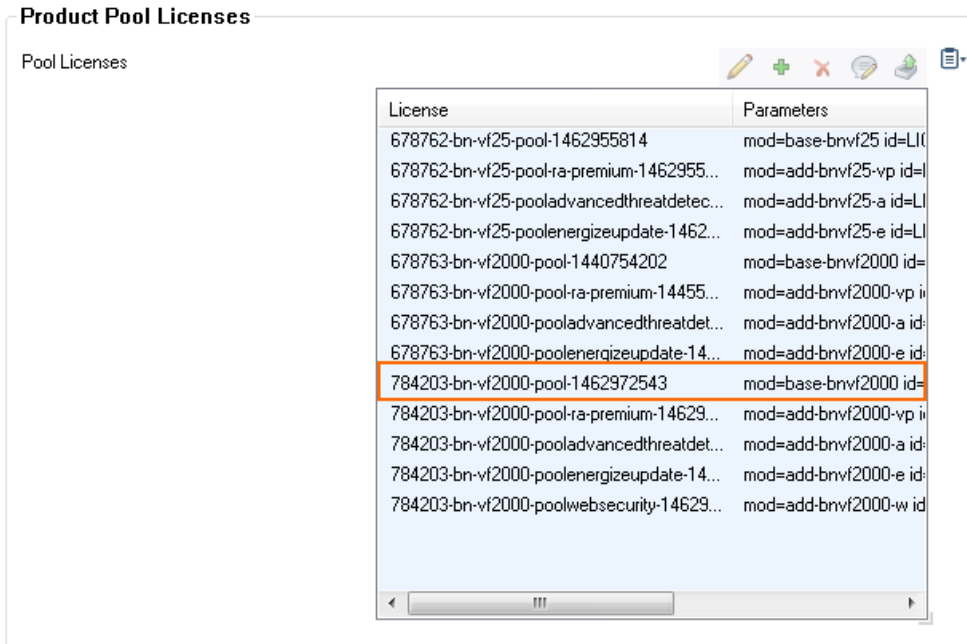 Product Pool Licenses
Pool Licenses
License Parameters
678762-bn-vf25-pool-1462955814 mod=base-bnvf25 id=LI(
678762-bn-vf25-pool-ra-premium-1462955... mod=add-bnvf25-vp id=l
678762-bn-vf25-pooladvancedthreatdetec... mod=add-bnvf25-a id=LI
678762-bn-vf25-poolenergizeupdate-1462... mod=add-bnvf25-e id=LI
678763-bn-vf2000-pool-1440754202 mod=base-bnvf2000 id=
678763-bn-vf2000-pool-ra-premium-14455... mod=add-bnvf2000-vp i
678763-bn-vf2000-pooladvancedthreatdet... mod=add-bnvf2000-a id
678763-bn-vf2000-poolenergizeupdate-14... mod=add-bnvf2000-e id
784203-bn-vf2000-pool-1462972543 mod=base-bnvf2000 id=
784203-bn-vf2000-pool-ra-premium-14629... mod=add-bnvf2000-vp i
784203-bn-vf2000-pooladvancedthreatdet... mod=add-bnvf2000-a id
784203-bn-vf2000-poolenergizeupdate-14... mod=add-bnvf2000-e id
784203-bn-vf2000-poolwebsecurity-14629... mod=add-bnvf2000-w id